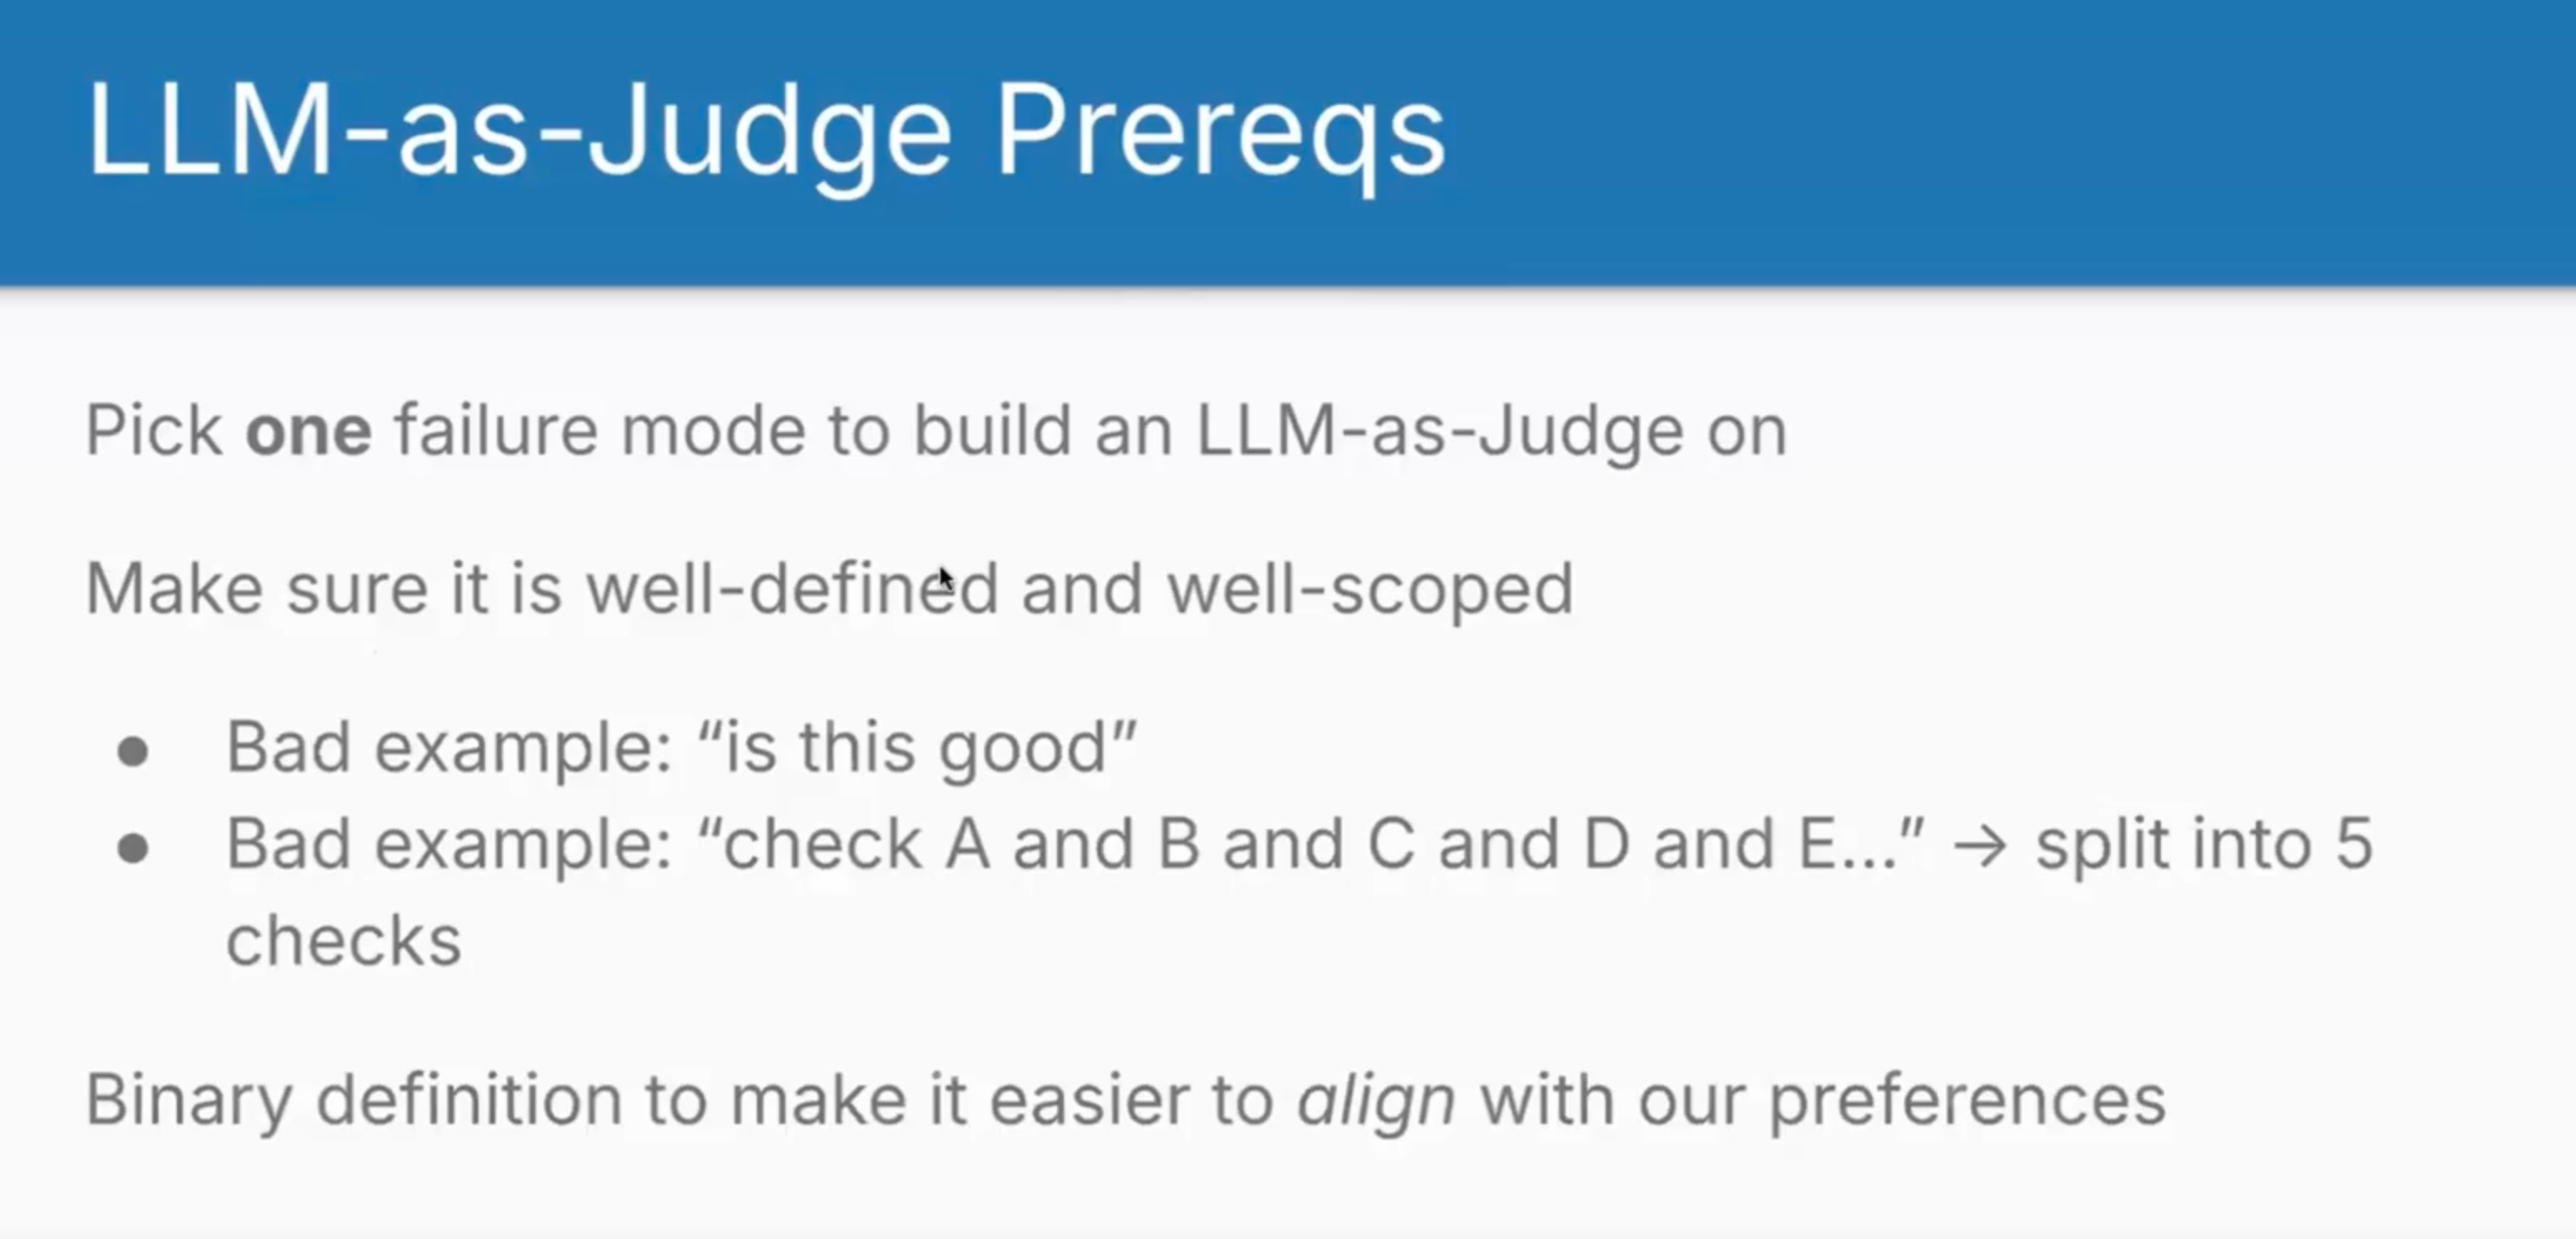 LLM-as-Judge Prereqs
Pick one failure mode to build an LLM-as-Judge on
Make sure it is well-defined and well-scoped
● Bad example: “is this good”
● Bad example: “check A and B and C and D and E...” → split into 5
checks
Binary definition to make it easier to align with our preferences